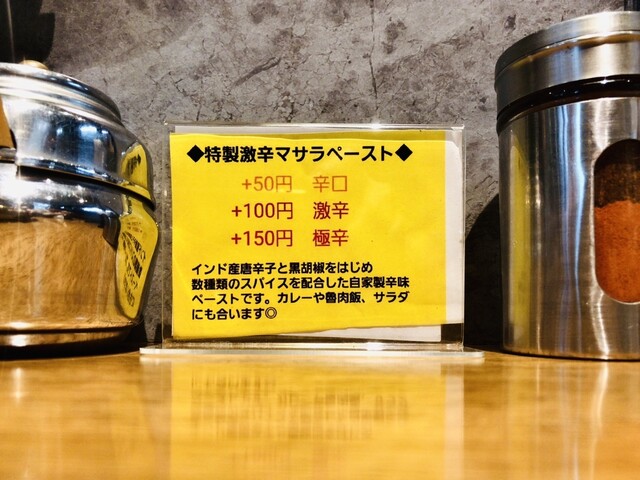 ◆特製激辛マサラペースト◆
+50円 辛口
+100円 激辛
+150円 極辛
インド産唐辛子と黒胡椒をはじめ
数種類のスパイスを配合した自家製辛味
ペーストです。カレーや魯肉飯、サラダ
にも合います◎